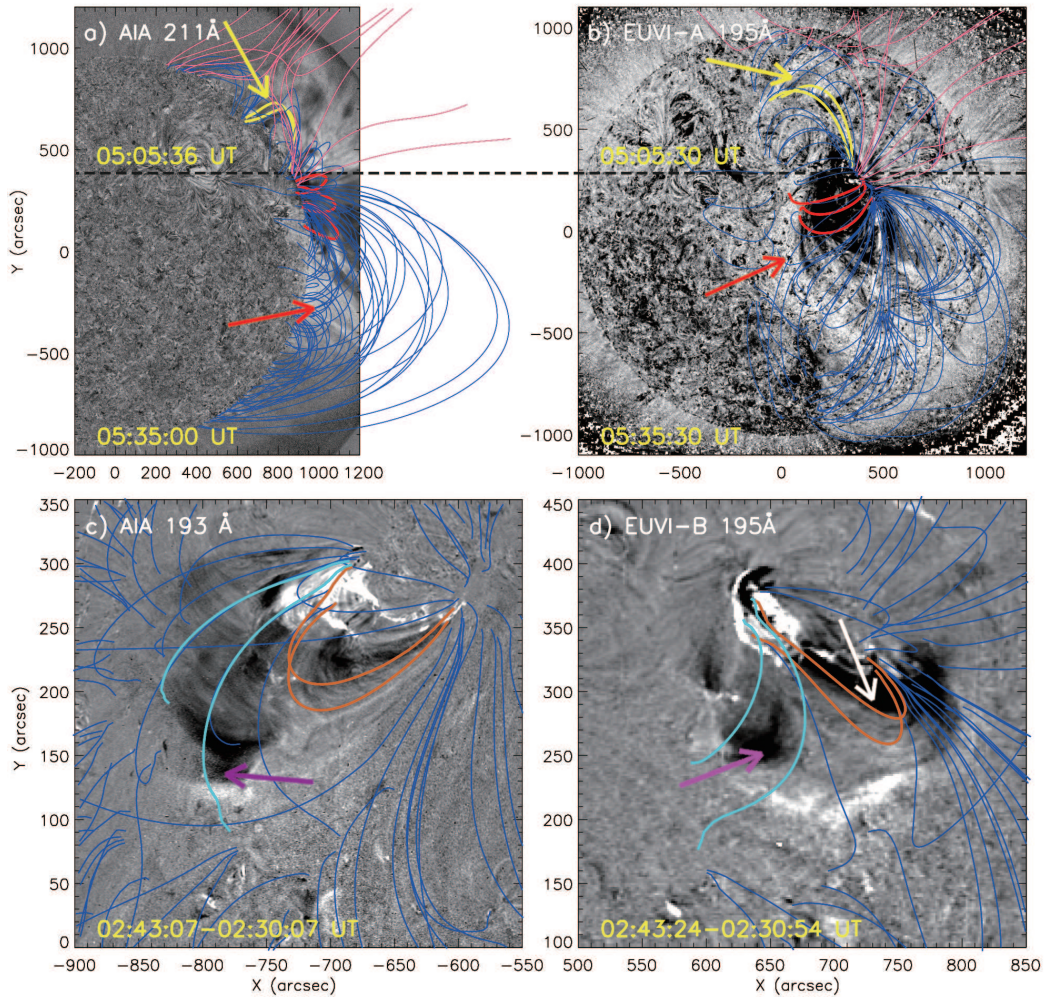 a) AIA 211Å
05:05:36 UT
05:35:00 UT
1000
500
0
−500
−1000
Y (arcsec)
−200 0 200 400 600 800 1000 1200
b) EUVI−A 195Å
05:05:30 UT
05:35:30 UT
1000
500
0
−500
−1000
−1000 −500 0 500 1000
c) AIA 193 Å
02:43:07−02:30:07 UT
350
300
250
200
150
100
50
0
Y (arcsec)
−900 −850 −800 −750 −700 −650 −600 −550
X (arcsec)
d) EUVI−B 195Å
02:43:24−02:30:54 UT
450
400
350
300
250
200
150
100
500 550 600 650 700 750 800 850
X (arcsec)